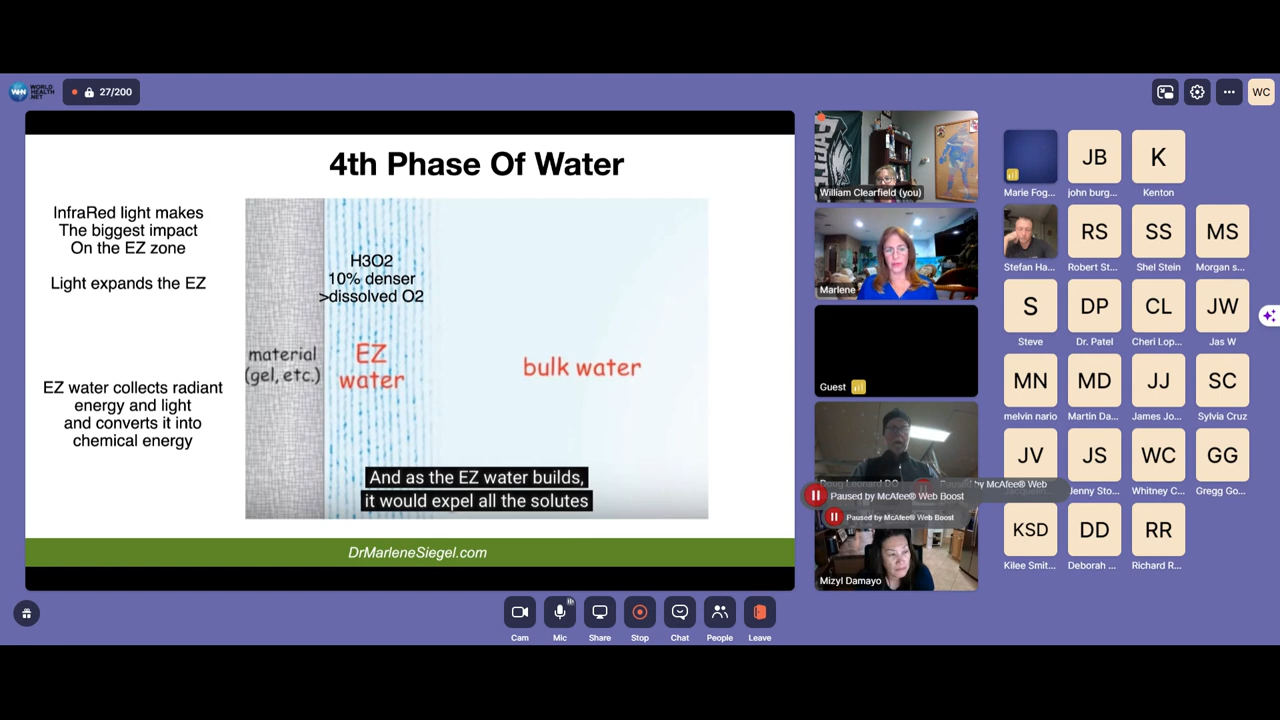 WORLD
HEALTH
.NET
27/200
WC
4th Phase Of Water
InfraRed light makes
The biggest impact
On the EZ zone
Light expands the EZ
EZ water collects radiant
energy and light
and converts it into
chemical energy
H3O2
10% denser
>dissolved O2
material
(gel, etc.)
EZ
water
bulk water
And as the EZ water builds,
it would expel all the solutes
DrMarleneSiegel.com
EAGLE
William Clearfield (you)
Marlene
Guest
Doug Leonard DO
Paused by McAfee® Web Boost
Paused by McAfee® Web Boost
Mizyl Damayo
Marie Fog...
JB
john burg...
K
Kenton
Stefan Ha...
RS
Robert St...
SS
Shel Stein
MS
Morgan s...
S
Steve
DP
Dr. Patel
CL
Cheri Lop...
JW
Jas W
MN
melvin nario
MD
Martin Da...
JJ
James Jo...
SC
Sylvia Cruz
JV
JS
Jenny Sto...
WC
Whitney C...
GG
Gregg Go...
by McAfee® Web
KSD
Kilee Smit...
DD
Deborah ...
RR
Richard R...
Cam
Mic
Share
Stop
Chat
People
Leave